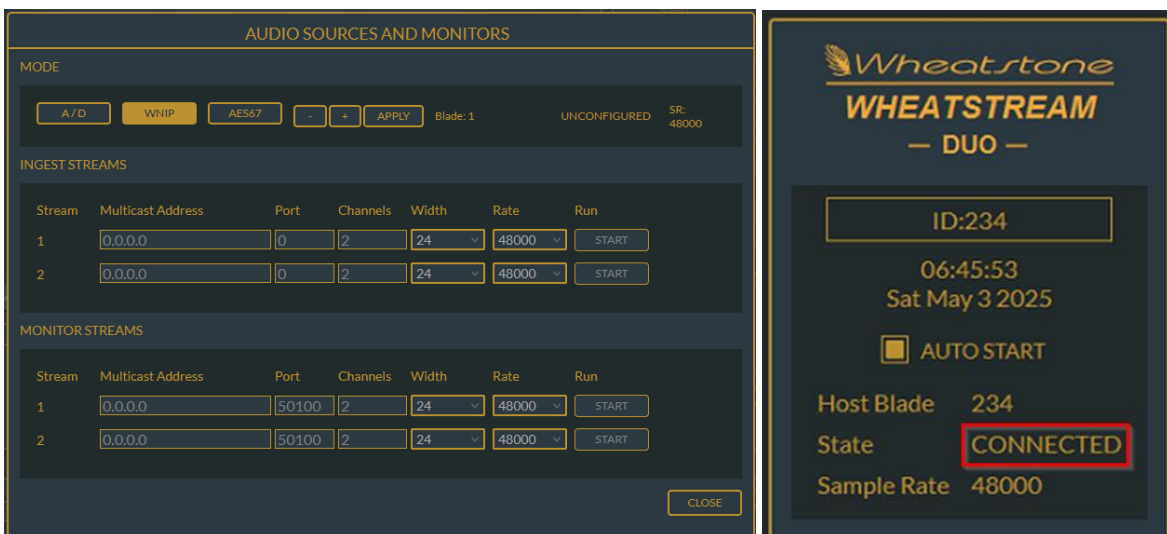 AUDIO SOURCES AND MONITORS
MODE
A/D WNIP AES67 - + APPLY Blade: 1 UNCONFIGURED SR: 48000
INGEST STREAMS
Stream Multicast Address Port Channels Width Rate Run
1 0.0.0.0 0 2 24 48000 START
2 0.0.0.0 0 2 24 48000 START
MONITOR STREAMS
Stream Multicast Address Port Channels Width Rate Run
1 0.0.0.0 50100 2 24 48000 START
2 0.0.0.0 50100 2 24 48000 START
CLOSE
Wheatstone
WHEATSTREAM
— DUO —
ID:234
06:45:53
Sat May 3 2025
AUTO START
Host Blade 234
State CONNECTED
Sample Rate 48000